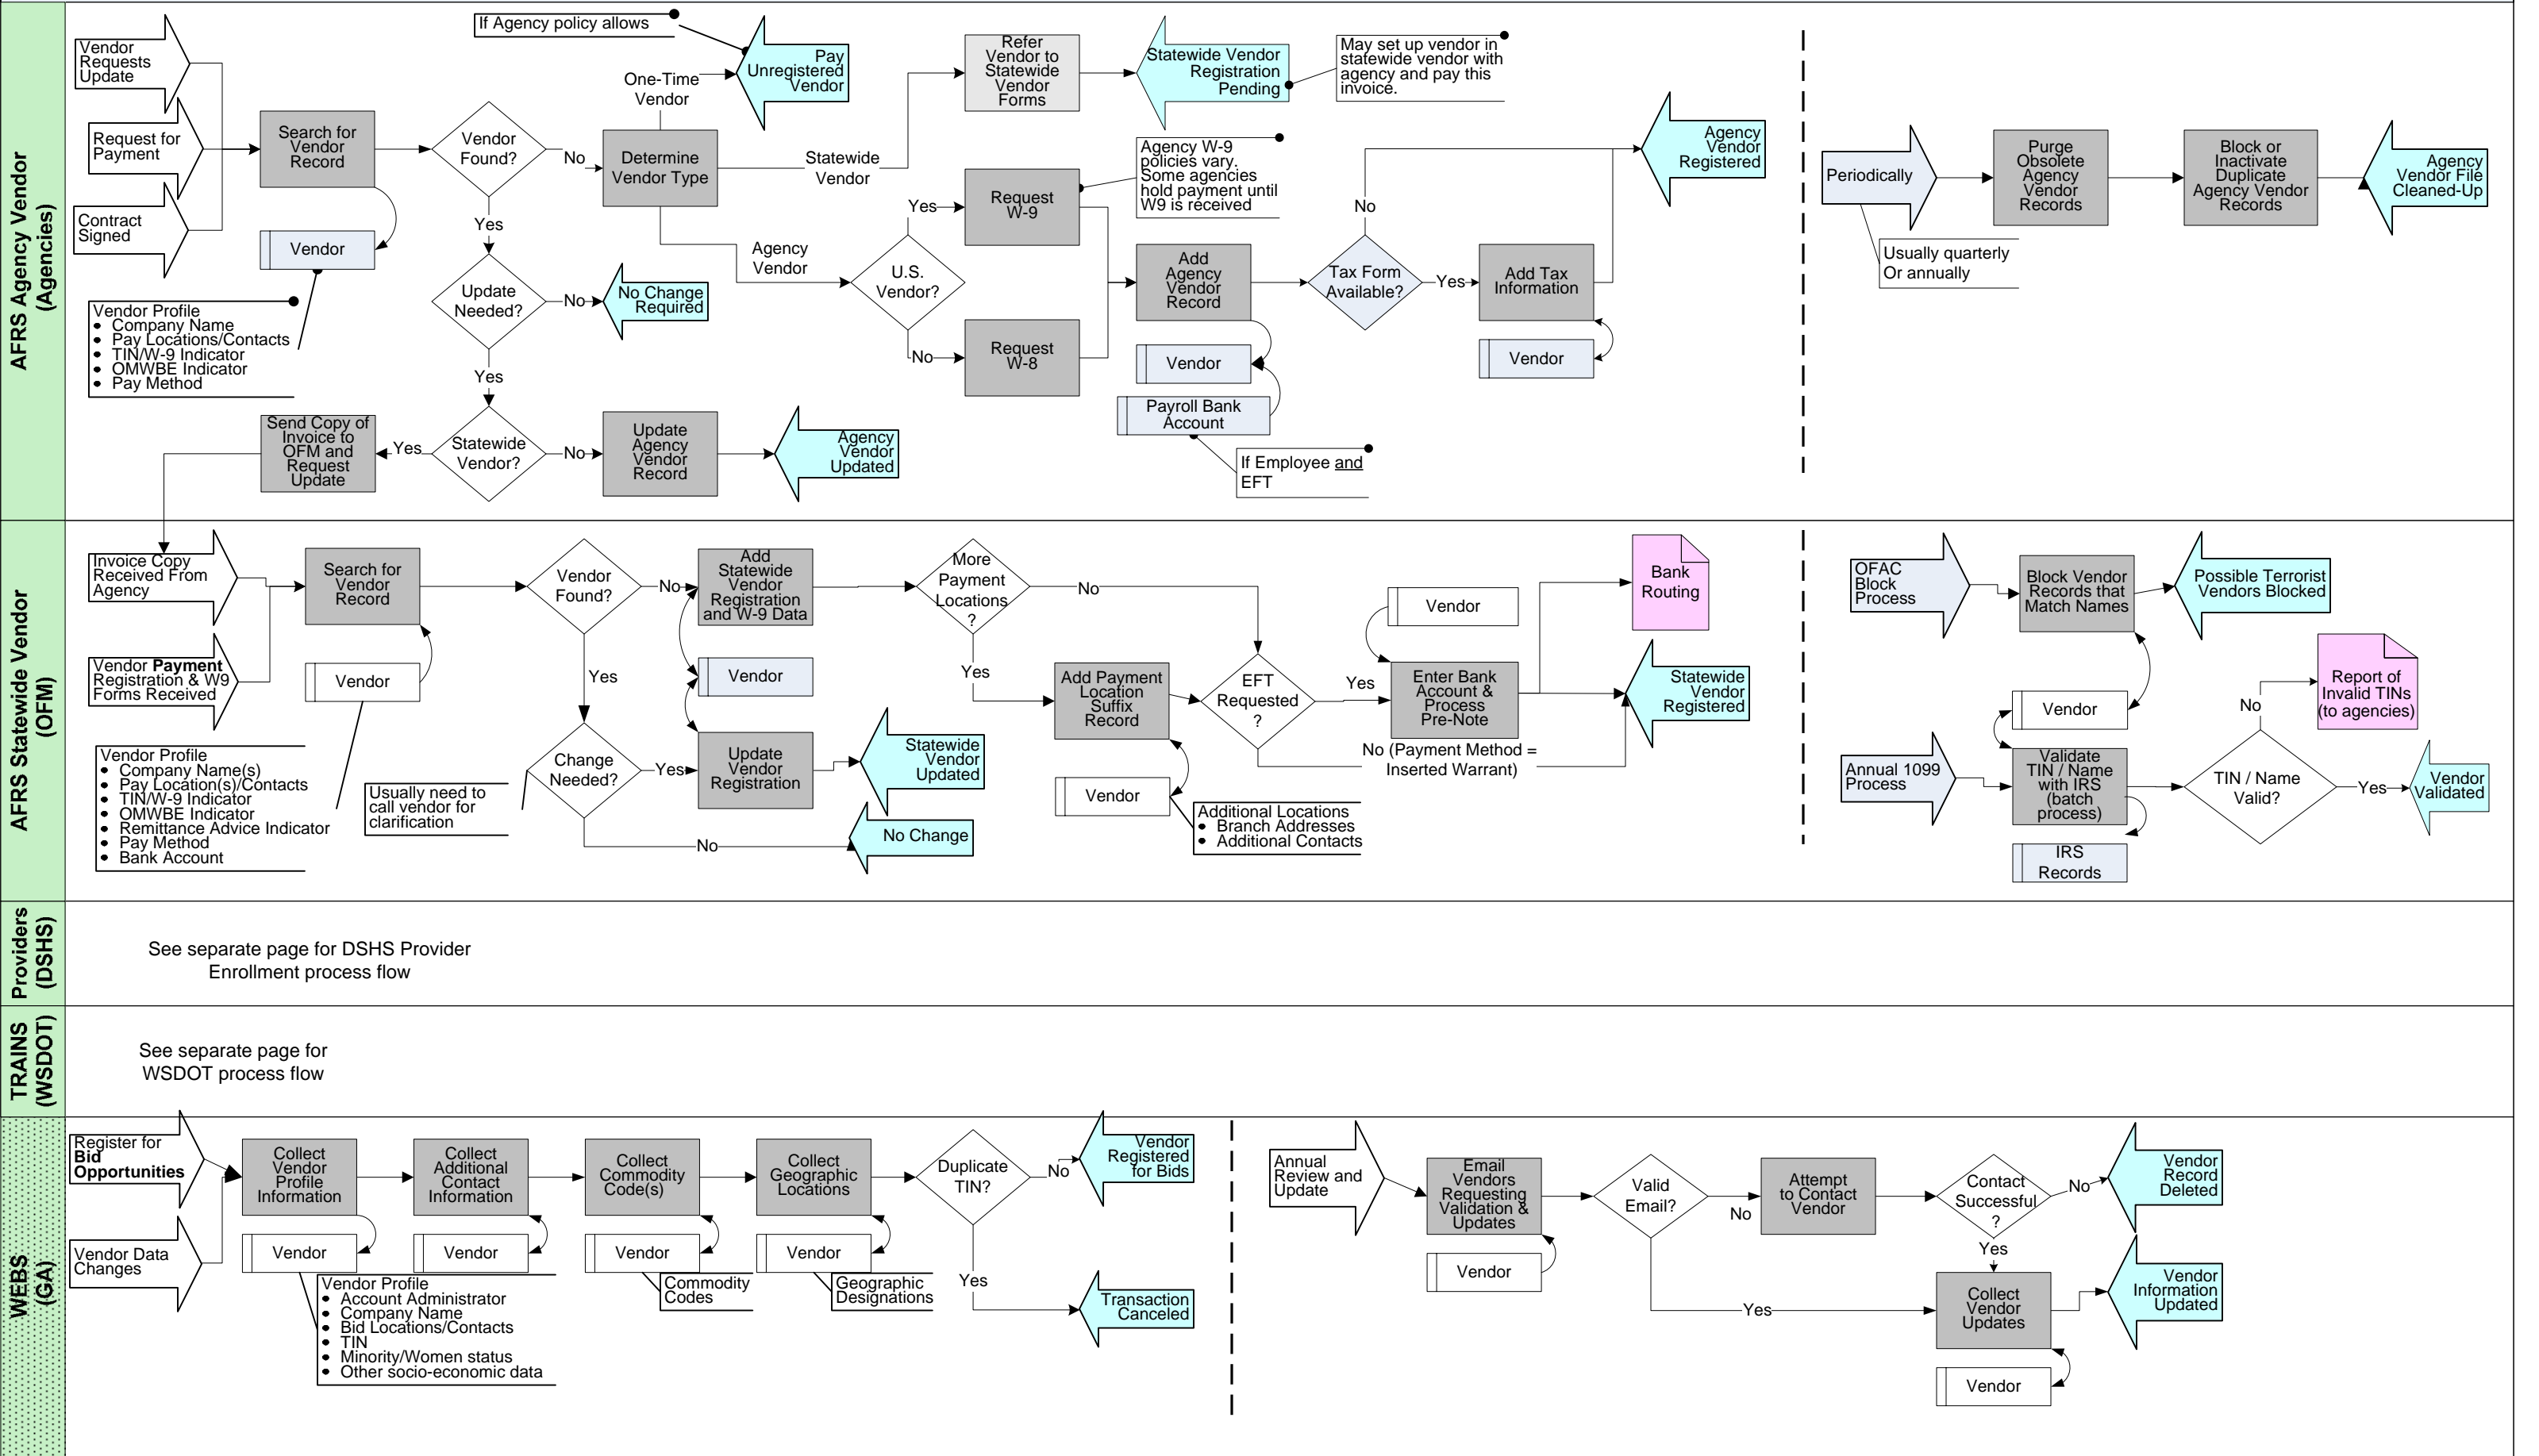 AFRS Agency Vendor
(Agencies)
Vendor
Requests
Update
Request for
Payment
Contract
Signed
Search for
Vendor
Record
Vendor
Vendor Profile
• Company Name
• Pay Locations/Contacts
• TIN/W-9 Indicator
• OMWBE Indicator
• Pay Method
Vendor
Found?
No
Yes
Update
Needed?
No
No Change
Required
Yes
Statewide
Vendor?
Yes
Send Copy of
Invoice to
OFM and
Request
Update
No
Update
Agency
Vendor
Record
Agency
Vendor
Updated
If Agency policy allows
One-Time
Vendor
Pay
Unregistered
Vendor
Determine
Vendor Type
Statewide
Vendor
Agency
Vendor
Refer
Vendor to
Statewide
Vendor
Forms
Statewide Vendor
Registration
Pending
May set up vendor in
statewide vendor with
agency and pay this
invoice.
U.S.
Vendor?
Yes
Request
W-9
Agency W-9
policies vary.
Some agencies
hold payment until
W9 is received
No
Request
W-8
Add
Agency
Vendor
Record
Vendor
Payroll Bank
Account
If Employee and
EFT
Tax Form
Available?
No
Yes
Add Tax
Information
Vendor
Agency
Vendor
Registered
Periodically
Usually quarterly
Or annually
Purge
Obsolete
Agency
Vendor
Records
Block or
Inactivate
Duplicate
Agency Vendor
Records
Agency
Vendor File
Cleaned-Up
AFRS Statewide Vendor
(OFM)
Invoice Copy
Received From
Agency
Vendor Payment
Registration & W9
Forms Received
Search for
Vendor
Record
Vendor
Vendor Profile
• Company Name(s)
• Pay Location(s)/Contacts
• TIN/W-9 Indicator
• OMWBE Indicator
• Remittance Advice Indicator
• Pay Method
• Bank Account
Vendor
Found?
No
Yes
Change
Needed?
Usually need to
call vendor for
clarification
Yes
No
Add
Statewide
Vendor
Registration
and W-9 Data
Vendor
Update
Vendor
Registration
Statewide
Vendor
Updated
No Change
More
Payment
Locations
?
No
Yes
Add Payment
Location
Suffix
Record
Vendor
Additional Locations
• Branch Addresses
• Additional Contacts
EFT
Requested
?
Yes
No (Payment Method =
Inserted Warrant)
Vendor
Enter Bank
Account &
Process
Pre-Note
Bank
Routing
Statewide
Vendor
Registered
OFAC
Block
Process
Block Vendor
Records that
Match Names
Possible Terrorist
Vendors Blocked
Vendor
Annual 1099
Process
Validate
TIN / Name
with IRS
(batch
process)
IRS
Records
TIN / Name
Valid?
No
Report of
Invalid TINs
(to agencies)
Yes
Vendor
Validated
Providers
(DSHS)
See separate page for DSHS Provider
Enrollment process flow
TRAINS
(WSDOT)
See separate page for
WSDOT process flow
WEBS
(GA)
Register for
Bid
Opportunities
Vendor Data
Changes
Collect
Vendor
Profile
Information
Vendor
Vendor Profile
• Account Administrator
• Company Name
• Bid Locations/Contacts
• TIN
• Minority/Women status
• Other socio-economic data
Collect
Additional
Contact
Information
Vendor
Collect
Commodity
Code(s)
Vendor
Commodity
Codes
Collect
Geographic
Locations
Vendor
Geographic
Designations
Duplicate
TIN?
No
Vendor
Registered
for Bids
Yes
Transaction
Canceled
Annual
Review and
Update
Email
Vendors
Requesting
Validation &
Updates
Vendor
Valid
Email?
No
Yes
Attempt
to Contact
Vendor
Contact
Successful
?
No
Vendor
Record
Deleted
Yes
Collect
Vendor
Updates
Vendor
Vendor
Information
Updated